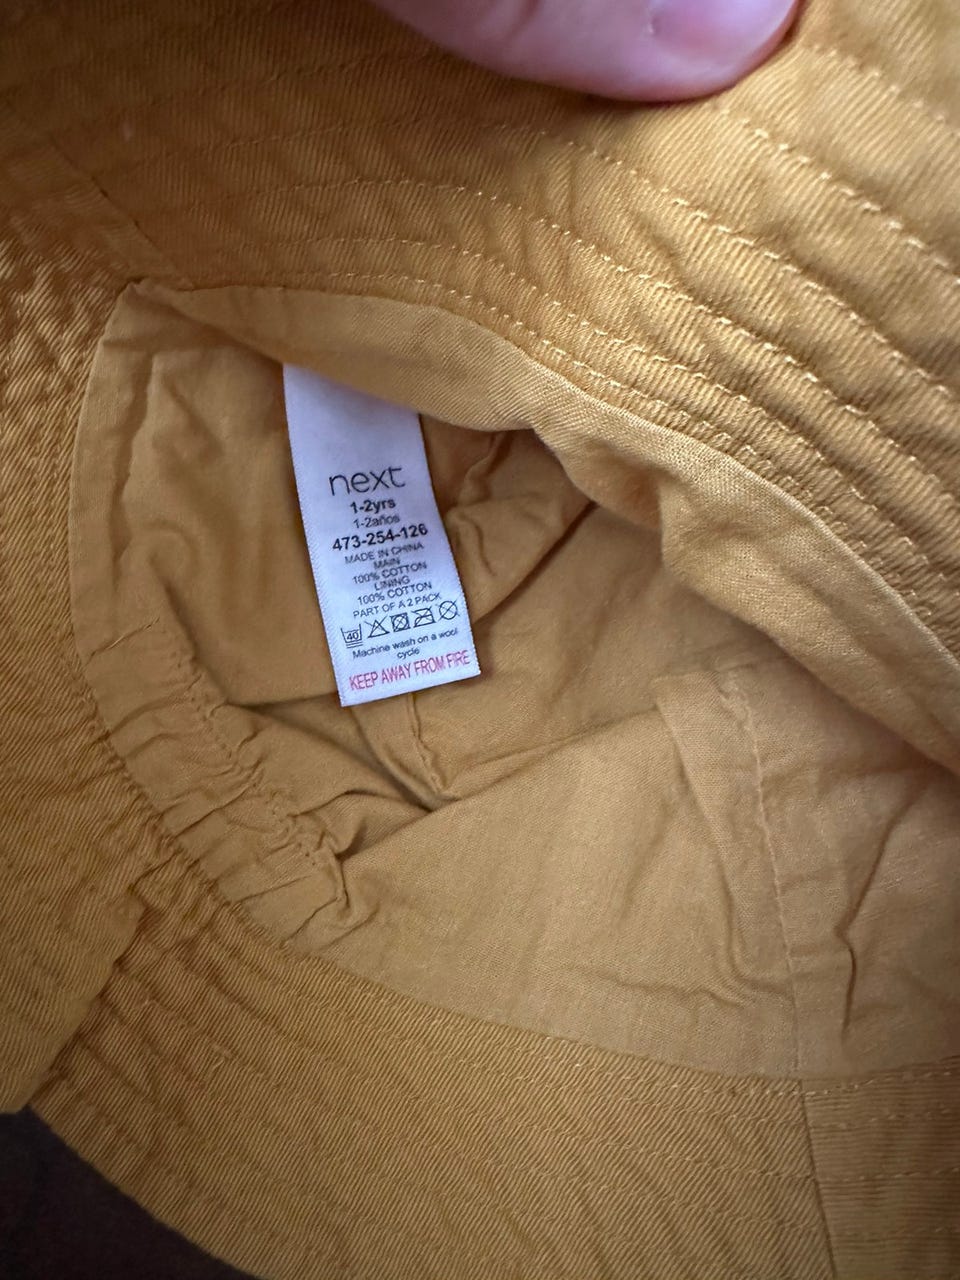 next
1-2yrs
1-2años
473-254-126
MADE IN CHINA
MAIN
100% COTTON
LINING
100% COTTON
PART OF A 2 PACK
40
Machine wash on a wool
cycle
KEEP AWAY FROM FIRE